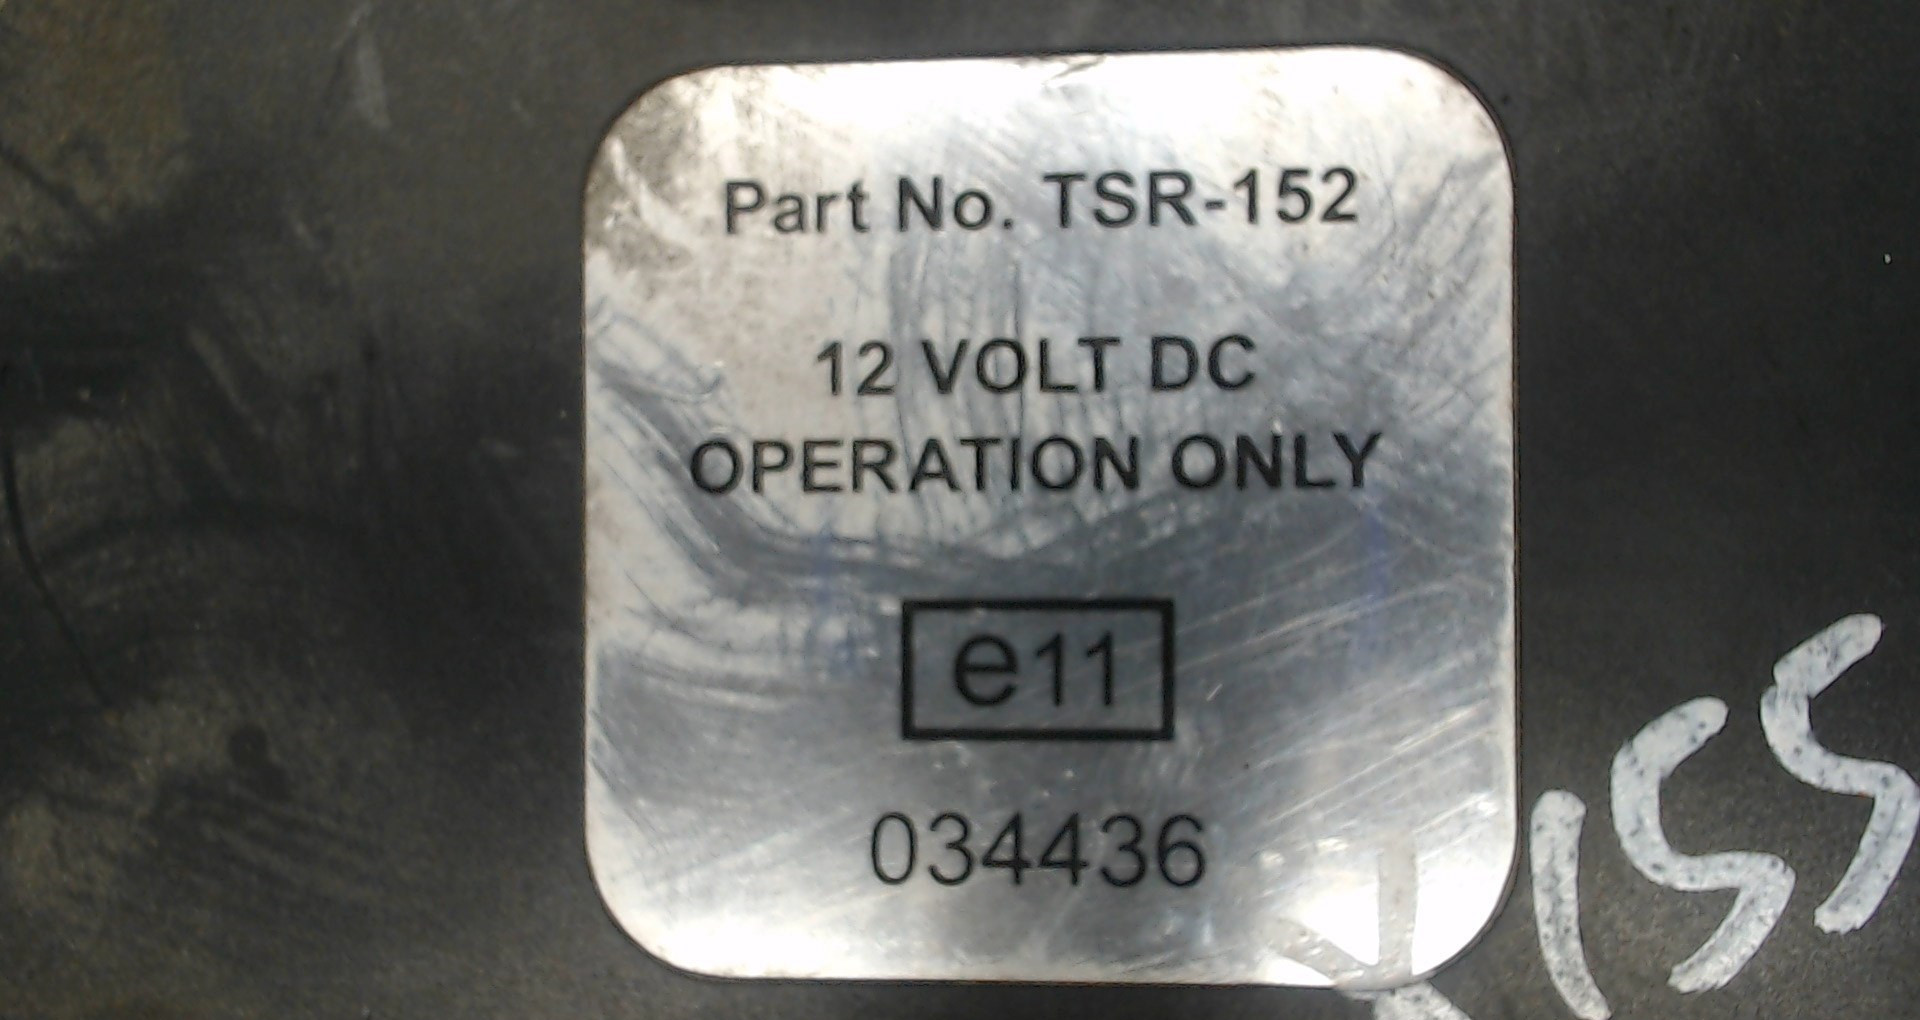 Part No. TSR-152
12 VOLT DC
OPERATION ONLY
e11
034436